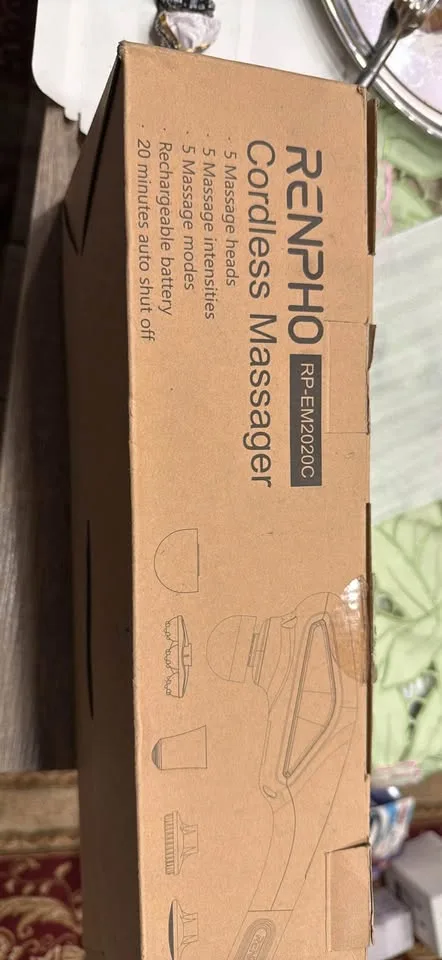 RENPHO RP-EM2020C
Cordless Massager
· 5 Massage heads
· 5 Massage intensities
· 5 Massage modes
· Rechargeable battery
· 20 minutes auto shut off